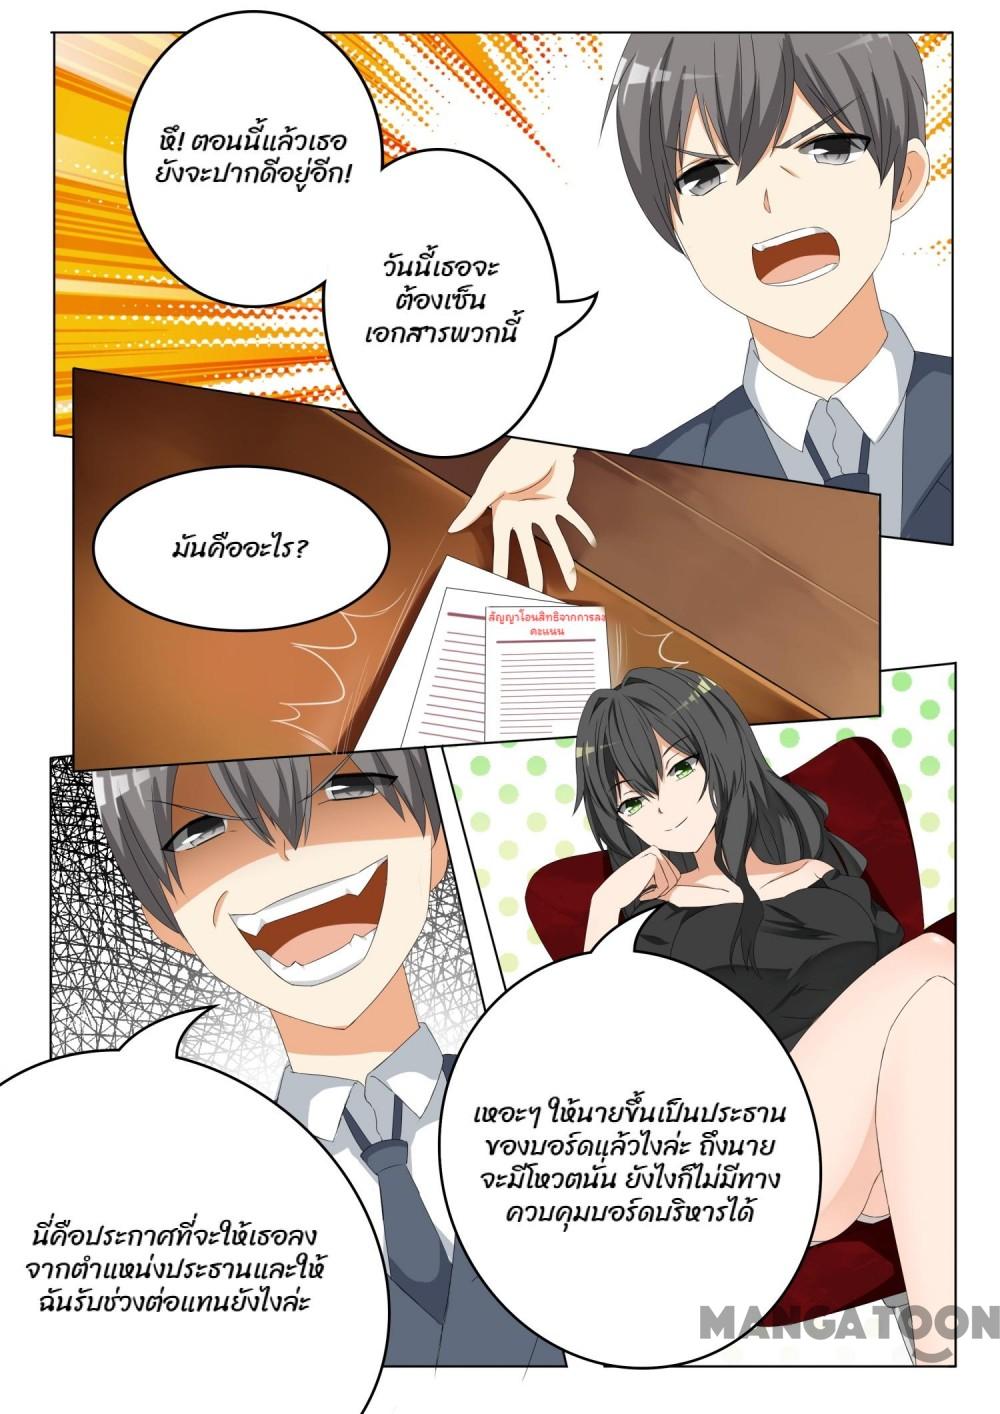 หึ! ตอนนี้แล้วเธอ
ยังจะปากดีอยู่อีก!
วันนี้เธอจะ
ต้องเซ็น
เอกสารพวกนี้
มันคืออะไร?
สัญญาโอนสิทธิจากการลง
คะแนน
นี่คือประกาศที่จะให้เธอลง
จากตำแหน่งประธานและให้
ฉันรับช่วงต่อแทนยังไงล่ะ
เหอะๆ ให้นายขึ้นเป็นประธาน
ของบอร์ดแล้วไงล่ะ ถึงนาย
จะมีโหวตนั่น ยังไงก็ไม่มีทาง
ควบคุมบอร์ดบริหารได้
MANGATOON